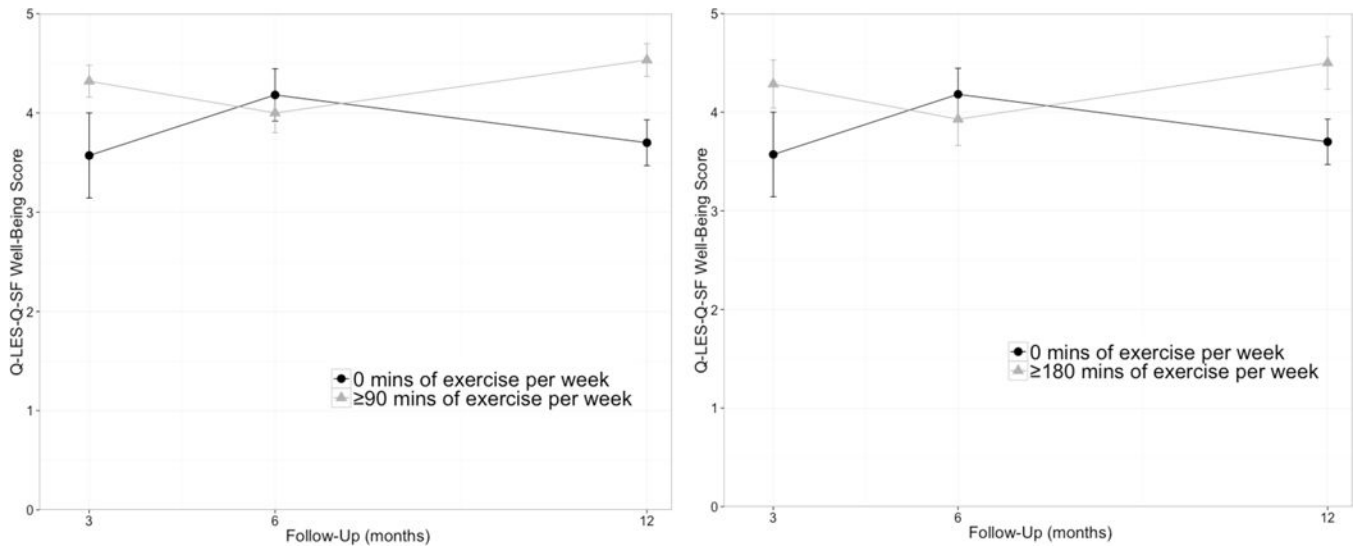 5
4
3
2
1
0
Q-LES-Q-SF Well-Being Score
0 mins of exercise per week
≥90 mins of exercise per week
3
6
12
Follow-Up (months)
5
4
3
2
1
0
Q-LES-Q-SF Well-Being Score
0 mins of exercise per week
≥180 mins of exercise per week
3
6
12
Follow-Up (months)